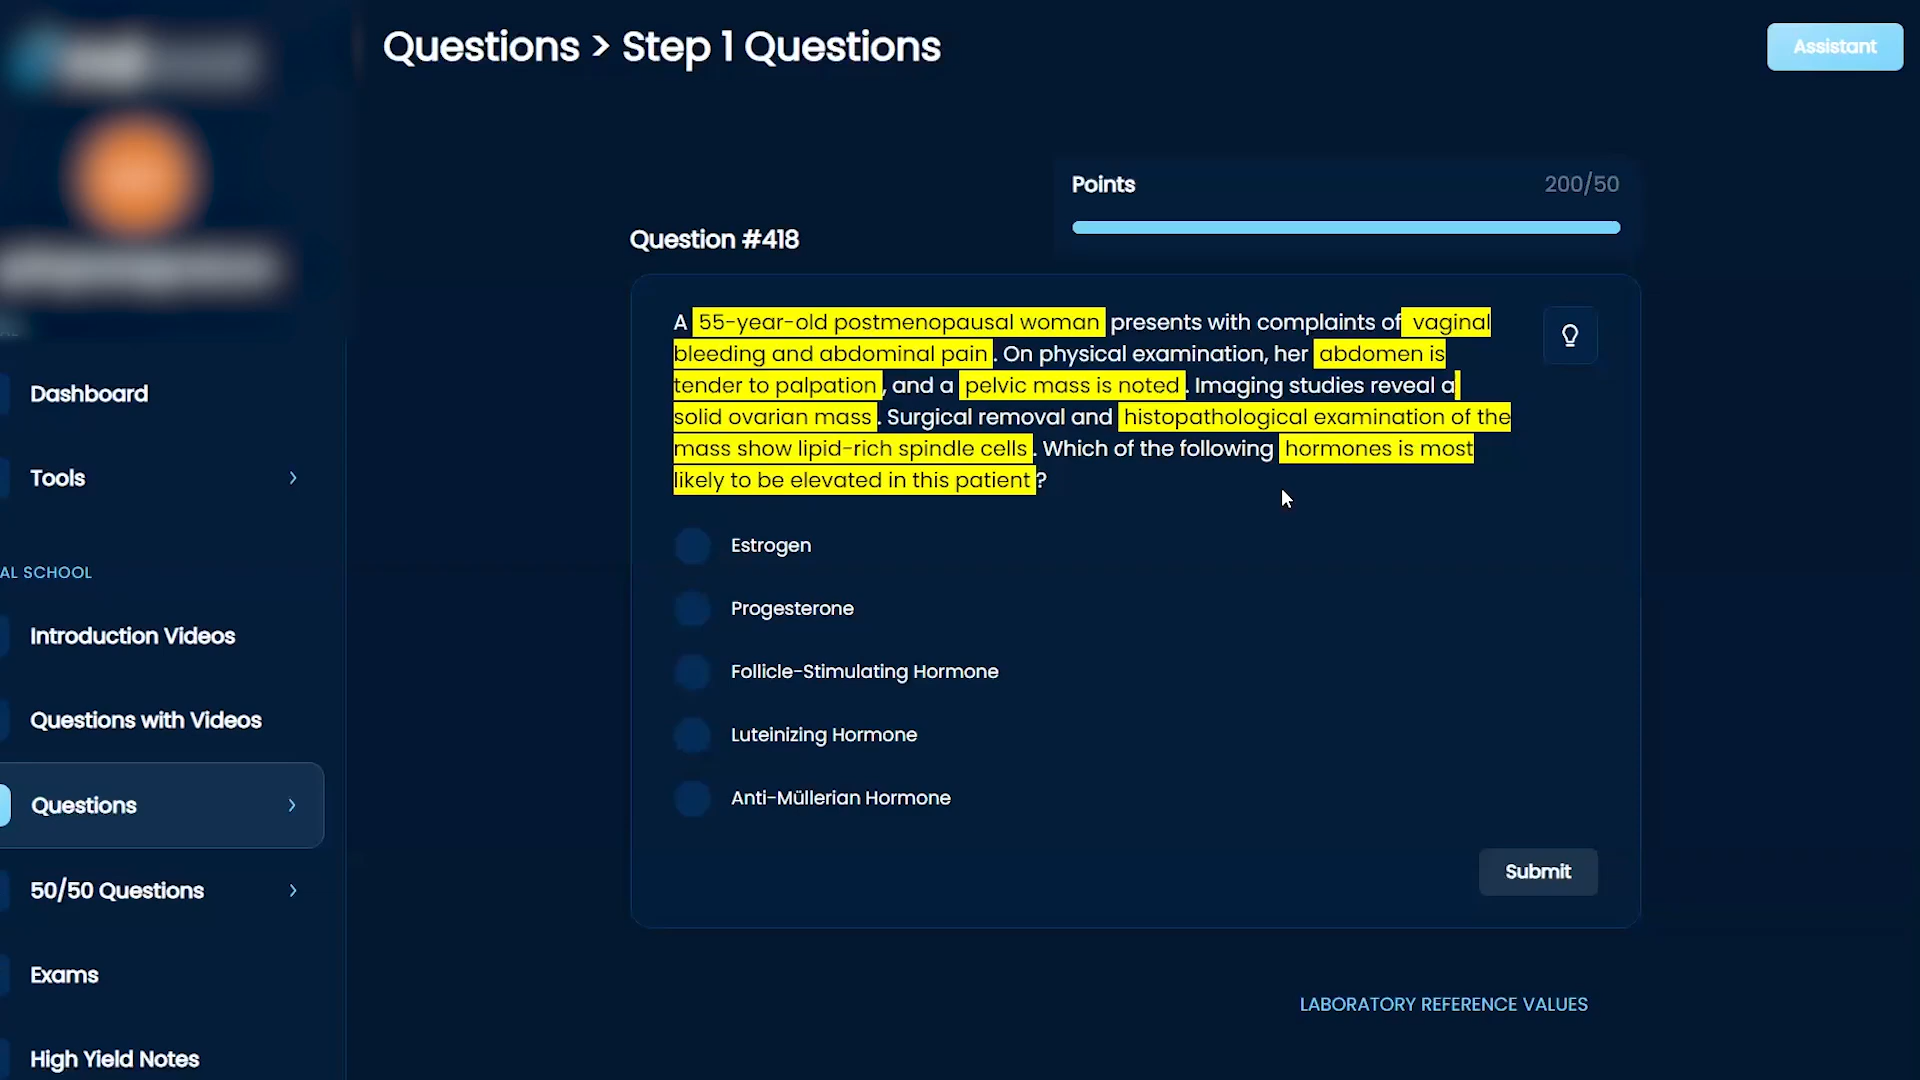 Questions > Step 1 Questions
Assistant
Points
200/50
Question #418
A 55-year-old postmenopausal woman presents with complaints of vaginal
bleeding and abdominal pain . On physical examination, her abdomen is
tender to palpation , and a pelvic mass is noted . Imaging studies reveal a
solid ovarian mass . Surgical removal and histopathological examination of the
mass show lipid-rich spindle cells . Which of the following hormones is most
likely to be elevated in this patient ?
Estrogen
Progesterone
Follicle-Stimulating Hormone
Luteinizing Hormone
Anti-Müllerian Hormone
Submit
LABORATORY REFERENCE VALUES
Dashboard
Tools
AL SCHOOL
Introduction Videos
Questions with Videos
Questions
50/50 Questions
Exams
High Yield Notes